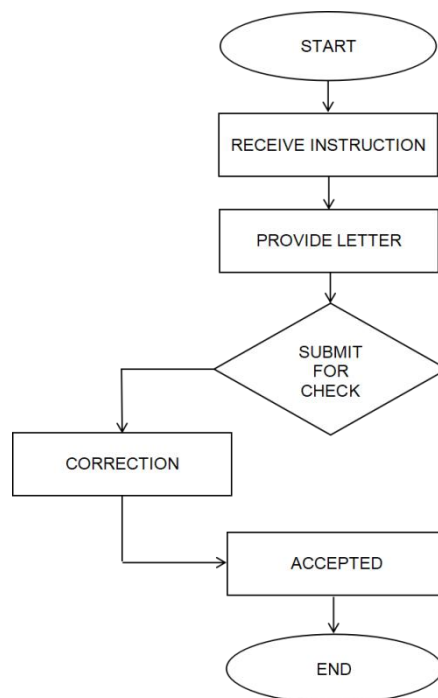 START
RECEIVE INSTRUCTION
PROVIDE LETTER
SUBMIT
FOR
CHECK
CORRECTION
ACCEPTED
END